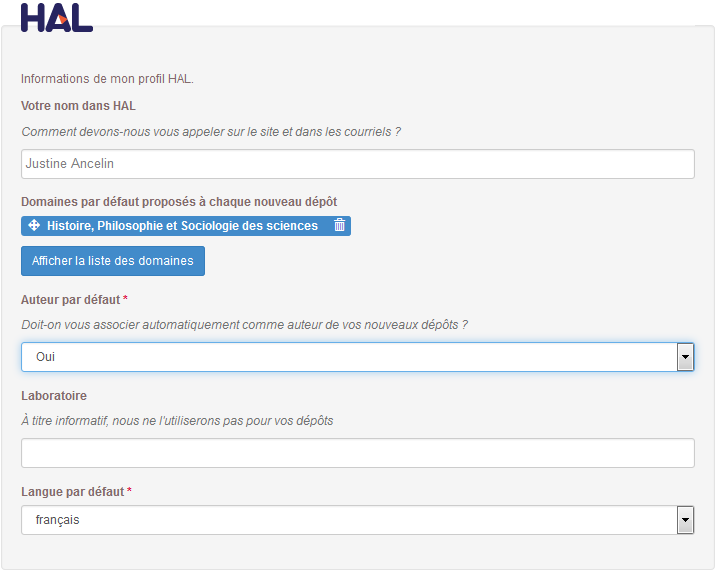 HAL
Informations de mon profil HAL.
Votre nom dans HAL
Comment devons-nous vous appeler sur le site et dans les courriels ?
Justine Ancelin
Domaines par défaut proposés à chaque nouveau dépôt
Histoire, Philosophie et Sociologie des sciences
Afficher la liste des domaines
Auteur par défaut *
Doit-on vous associer automatiquement comme auteur de vos nouveaux dépôts ?
Oui
Laboratoire
À titre informatif, nous ne l'utiliserons pas pour vos dépôts
Langue par défaut *
français